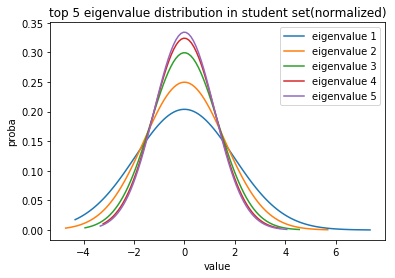 top 5 eigenvalue distribution in student set(normalized)
0.35
0.30
0.25
0.20
0.15
0.10
0.05
0.00
proba
eigenvalue 1
eigenvalue 2
eigenvalue 3
eigenvalue 4
eigenvalue 5
−4 −2 0 2 4 6
value